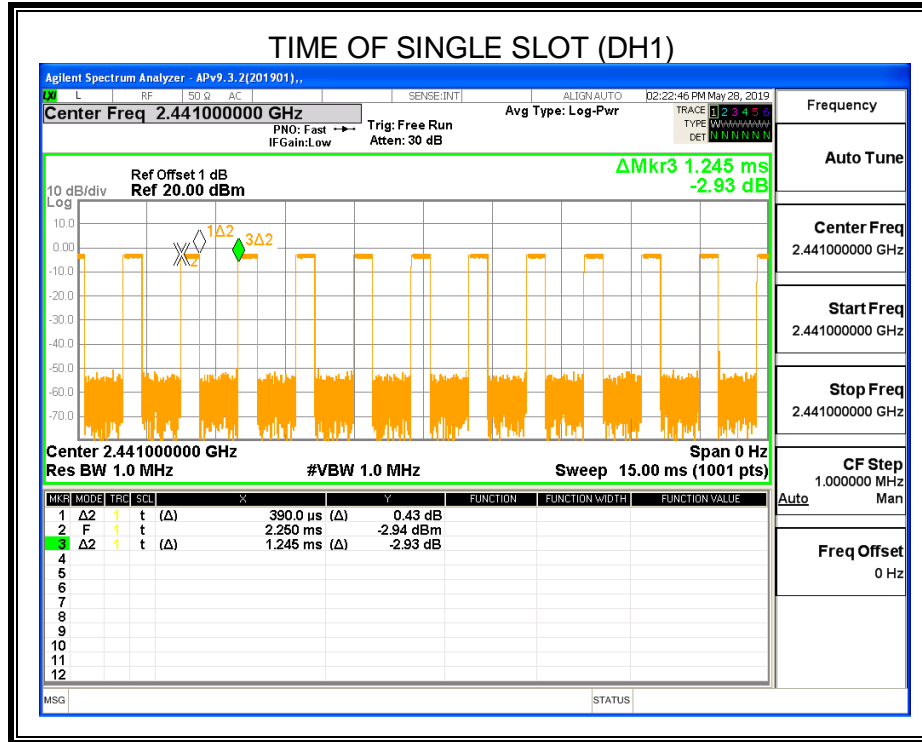 TIME OF SINGLE SLOT (DH1)
Agilent Spectrum Analyzer - APv9.3.2(201901),,
LXI L RF 50 Ω AC SENSE:INT ALIGN AUTO 02:22:46 PM May 28, 2019
Center Freq 2.441000000 GHz
PNO: Fast
IFGain:Low
Trig: Free Run
Atten: 30 dB
Avg Type: Log-Pwr
TRACE 1 2 3 4 5 6
TYPE WWWWWWW
DET N N N N N N
ΔMkr3 1.245 ms
-2.93 dB
Ref Offset 1 dB
10 dB/div Ref 20.00 dBm
Log
10.0
0.00
-10.0
-20.0
-30.0
-40.0
-50.0
-60.0
-70.0
1Δ2
3Δ2
2
Center 2.441000000 GHz Span 0 Hz
Res BW 1.0 MHz #VBW 1.0 MHz Sweep 15.00 ms (1001 pts)
MKR MODE TRC SCL X Y FUNCTION FUNCTION WIDTH FUNCTION VALUE
1 Δ2 1 t (Δ) 390.0 µs (Δ) 0.43 dB
2 F 1 t 2.250 ms -2.94 dBm
3 Δ2 1 t (Δ) 1.245 ms (Δ) -2.93 dB
4
5
6
7
8
9
10
11
12
MSG STATUS
Frequency
Auto Tune
Center Freq
2.441000000 GHz
Start Freq
2.441000000 GHz
Stop Freq
2.441000000 GHz
CF Step
1.000000 MHz
Auto Man
Freq Offset
0 Hz